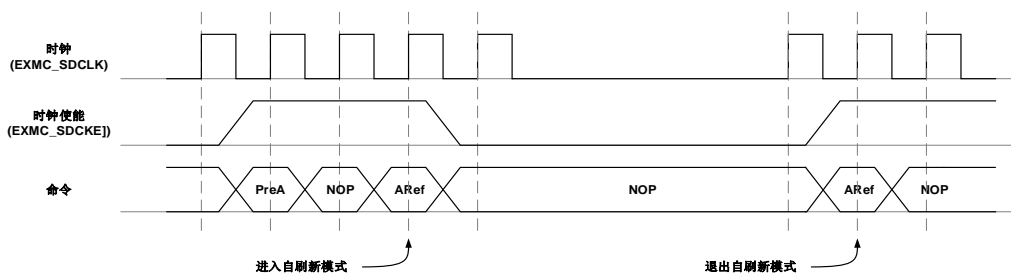 时钟
(EXMC_SDCLK)
时钟使能
(EXMC_SDCKE])
命令
PreA NOP ARef NOP ARef NOP
进入自刷新模式 退出自刷新模式